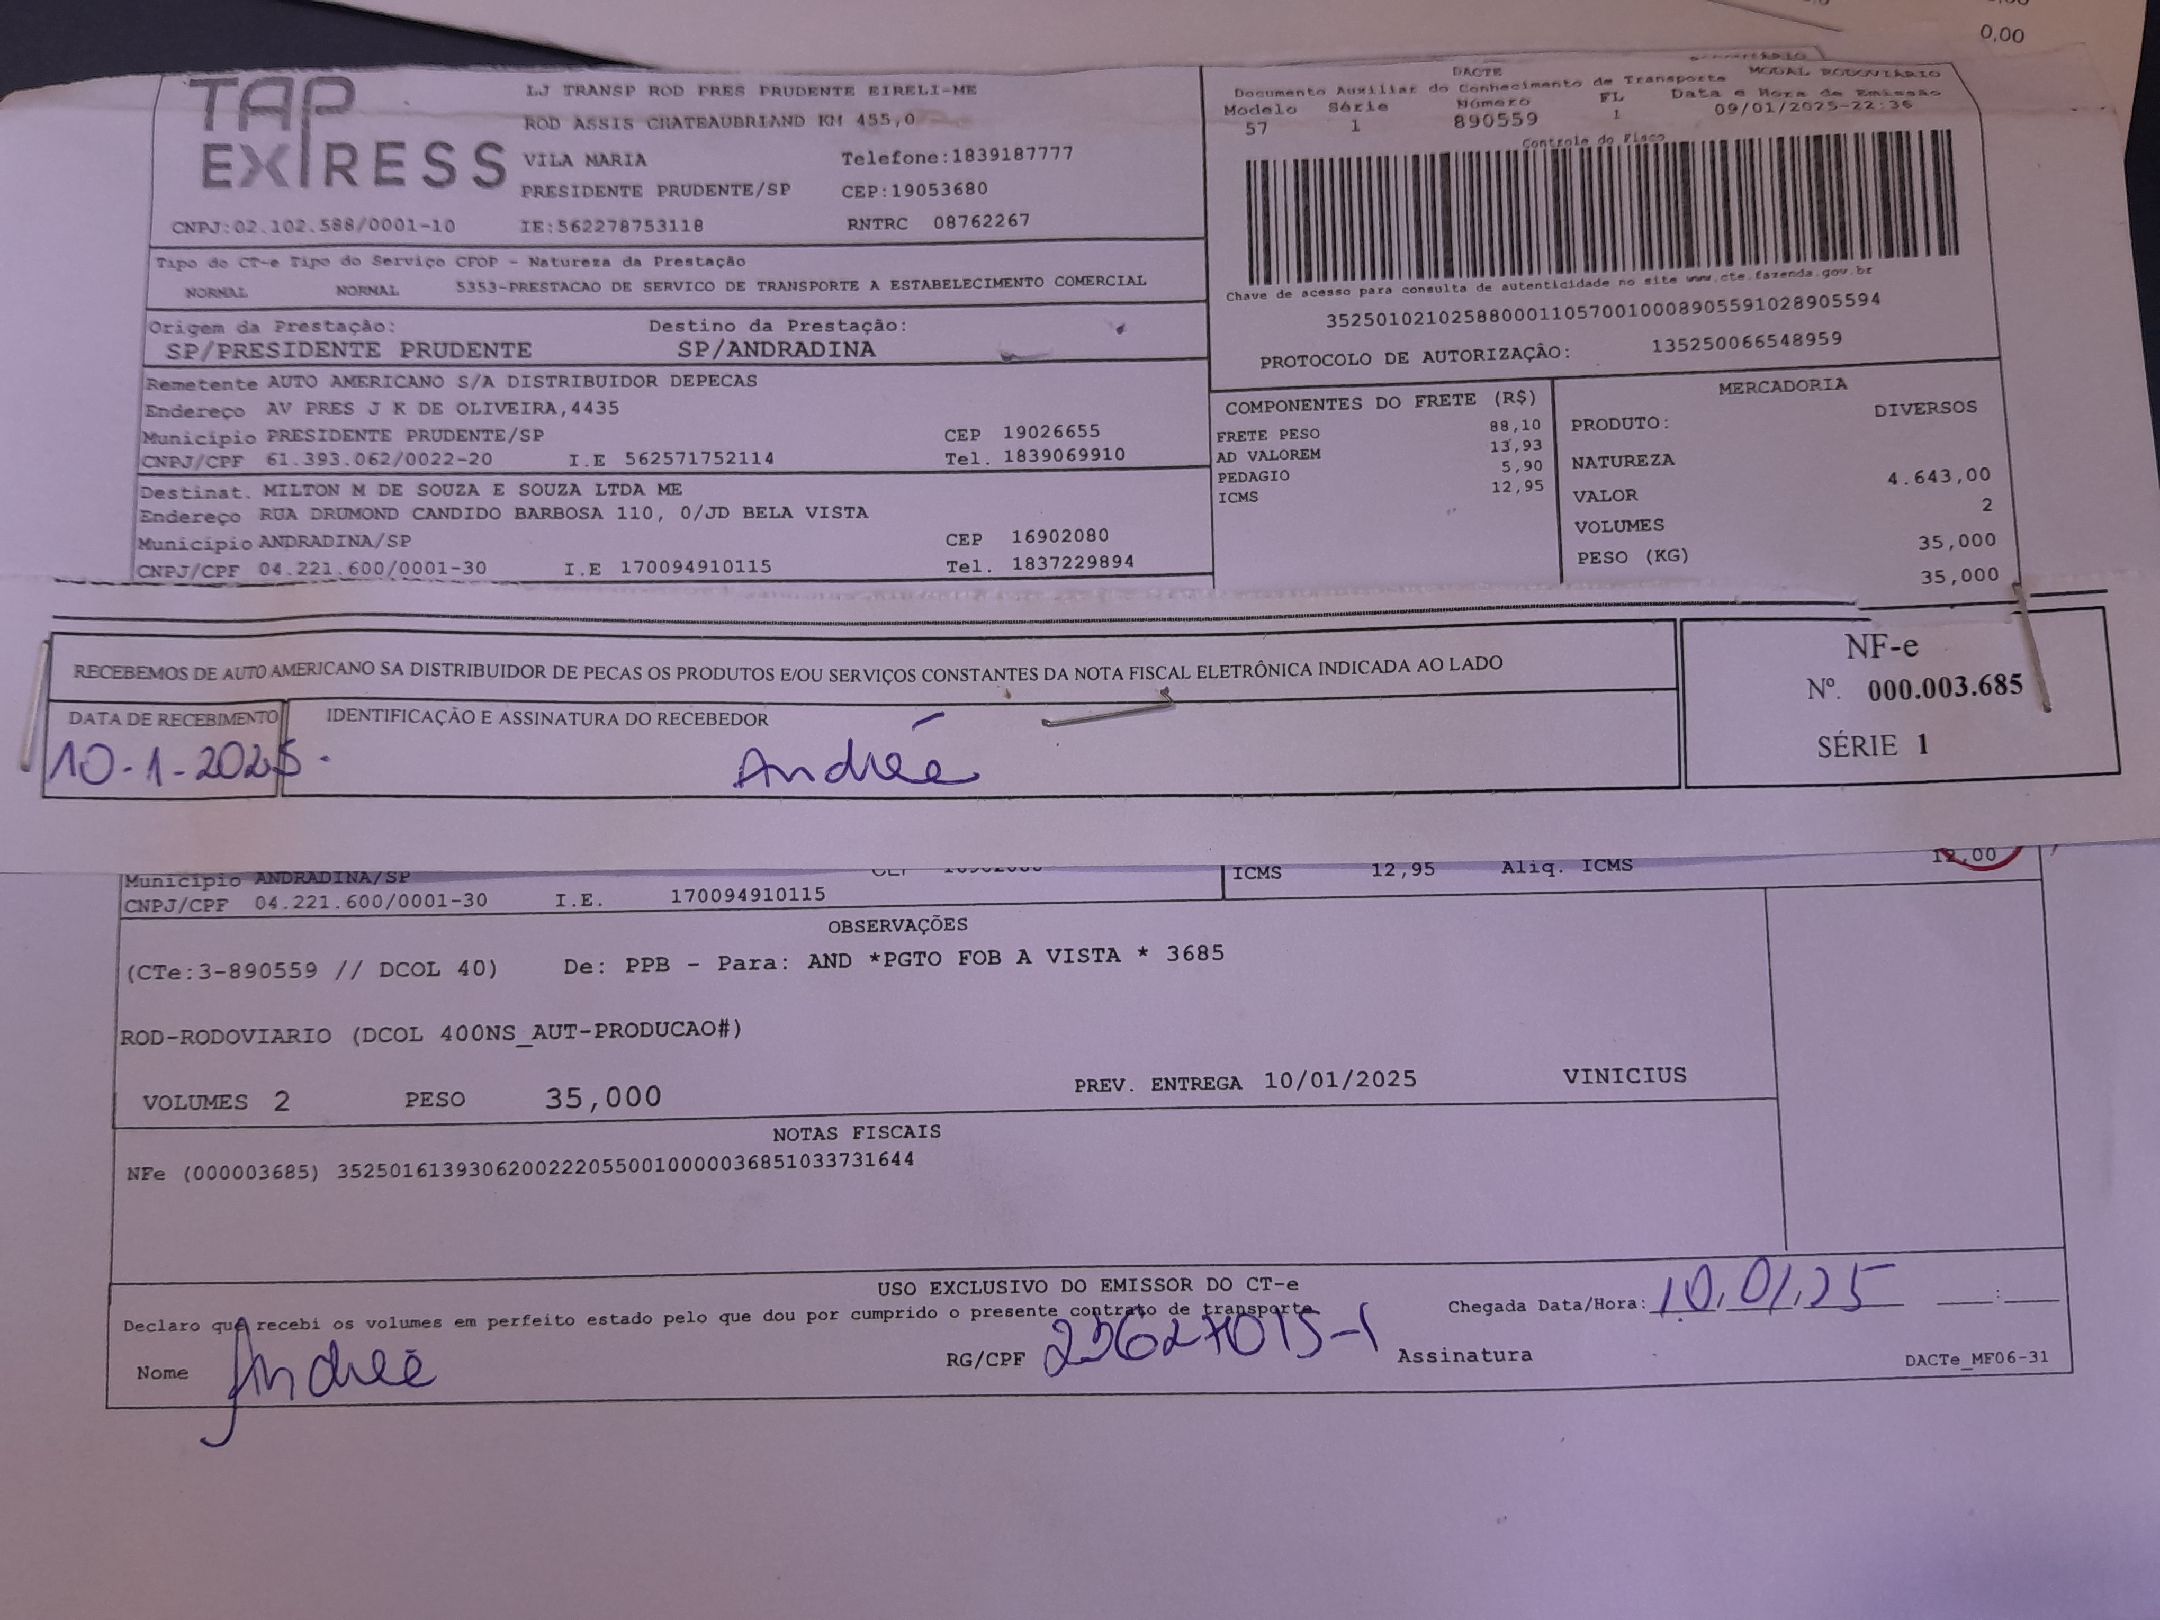 0,00
TAP EXPRESS
LJ TRANSP ROD PRES PRUDENTE EIRELI-ME
ROD ASSIS CHATEAUBRIAND KM 455,0
VILA MARIA Telefone:1839187777
PRESIDENTE PRUDENTE/SP CEP:19053680
CNPJ:02.102.588/0001-10 IE:562278753118 RNTRC 08762267
DACTE MODAL RODOVIÁRIO
Documento Auxiliar do Conhecimento de Transporte
Modelo Série Número FL Data e Hora de Emissão
57 1 890559 1 09/01/2025-22:36
Controle do Fisco
Chave de acesso para consulta de autenticidade no site www.cte.fazenda.gov.br
35250102102588000110570010008905591028905594
PROTOCOLO DE AUTORIZAÇÃO: 135250066548959
Tipo do CT-e Tipo do Serviço CFOP - Natureza da Prestação
NORMAL NORMAL 5353-PRESTACAO DE SERVICO DE TRANSPORTE A ESTABELECIMENTO COMERCIAL
Origem da Prestação: Destino da Prestação:
SP/PRESIDENTE PRUDENTE SP/ANDRADINA
Remetente AUTO AMERICANO S/A DISTRIBUIDOR DEPECAS
Endereço AV PRES J K DE OLIVEIRA,4435
Município PRESIDENTE PRUDENTE/SP CEP 19026655
CNPJ/CPF 61.393.062/0022-20 I.E 562571752114 Tel. 1839069910
Destinat. MILTON M DE SOUZA E SOUZA LTDA ME
Endereço RUA DRUMOND CANDIDO BARBOSA 110, 0/JD BELA VISTA
Município ANDRADINA/SP CEP 16902080
CNPJ/CPF 04.221.600/0001-30 I.E 170094910115 Tel. 1837229894
COMPONENTES DO FRETE (R$)
FRETE PESO 88,10
AD VALOREM 13,93
PEDAGIO 5,90
ICMS 12,95
MERCADORIA
PRODUTO: DIVERSOS
NATUREZA
VALOR 4.643,00
VOLUMES 2
PESO (KG) 35,000
35,000
RECEBEMOS DE AUTO AMERICANO SA DISTRIBUIDOR DE PECAS OS PRODUTOS E/OU SERVIÇOS CONSTANTES DA NOTA FISCAL ELETRÔNICA INDICADA AO LADO
DATA DE RECEBIMENTO IDENTIFICAÇÃO E ASSINATURA DO RECEBEDOR
10-1-2025. Andreé
NF-e
Nº. 000.003.685
SÉRIE 1
Município ANDRADINA/SP
CNPJ/CPF 04.221.600/0001-30 I.E. 170094910115
ICMS 12,95 Aliq. ICMS 12,00
OBSERVAÇÕES
(CTe:3-890559 // DCOL 40) De: PPB - Para: AND *PGTO FOB A VISTA * 3685
ROD-RODOVIARIO (DCOL 400NS_AUT-PRODUCAO#)
VOLUMES 2 PESO 35,000 PREV. ENTREGA 10/01/2025 VINICIUS
NOTAS FISCAIS
NFe (000003685) 35250161393062002220550010000036851033731644
USO EXCLUSIVO DO EMISSOR DO CT-e
Declaro que recebi os volumes em perfeito estado pelo que dou por cumprido o presente contrato de transporte Chegada Data/Hora: 10,01,25 :
Nome Andreé RG/CPF Assinatura DACTe_MF06-31